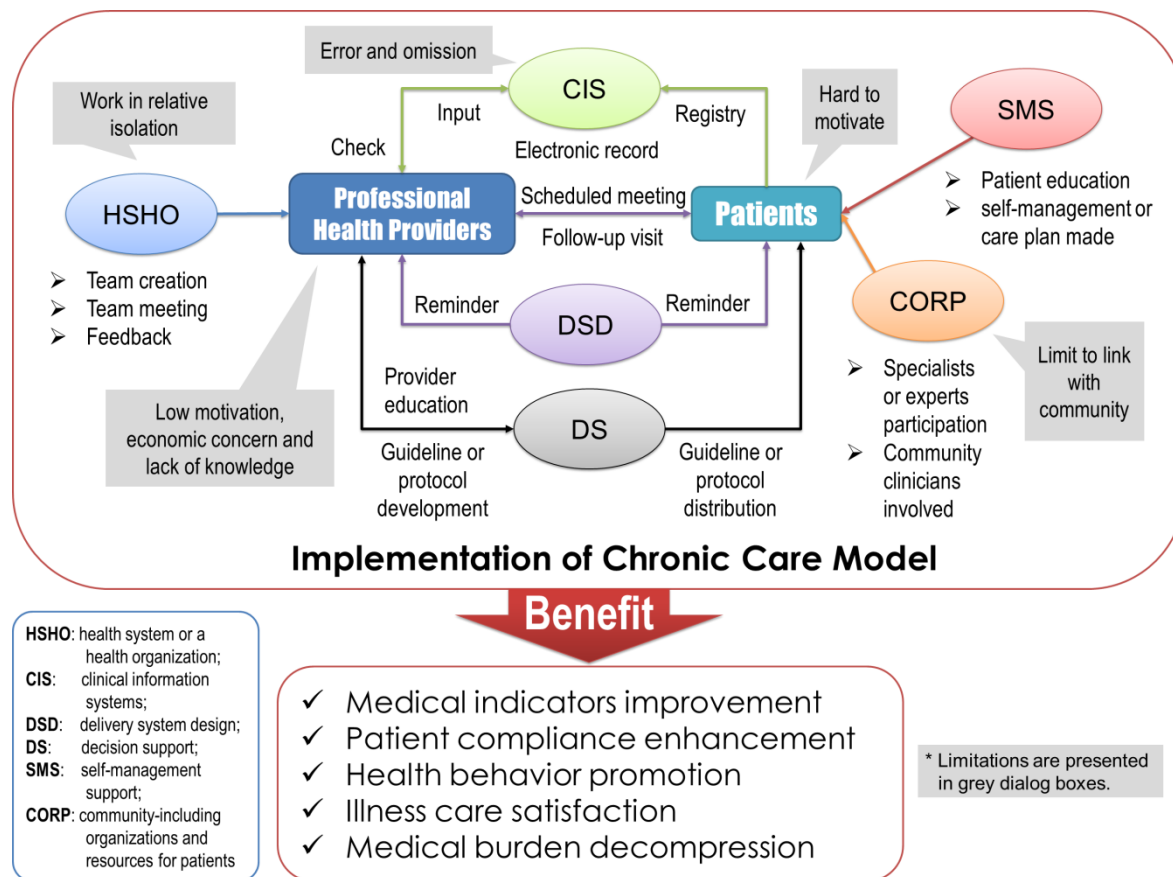 Error and omission
CIS
Work in relative
isolation
Hard to
motivate
SMS
Input
Registry
Check
Electronic record
HSHO
Professional
Health Providers
Scheduled meeting
Follow-up visit
Patients
➢ Patient education
➢ self-management or
care plan made
➢ Team creation
➢ Team meeting
➢ Feedback
Reminder
DSD
Reminder
CORP
Limit to link
with
community
Low motivation,
economic concern and
lack of knowledge
Provider
education
DS
Guideline or
protocol
development
Guideline or
protocol
distribution
➢ Specialists
or experts
participation
➢ Community
clinicians
involved
Implementation of Chronic Care Model
Benefit
HSHO: health system or a
health organization;
CIS: clinical information
systems;
DSD: delivery system design;
DS: decision support;
SMS: self-management
support;
CORP: community-including
organizations and
resources for patients
✓ Medical indicators improvement
✓ Patient compliance enhancement
✓ Health behavior promotion
✓ Illness care satisfaction
✓ Medical burden decompression
* Limitations are presented
in grey dialog boxes.